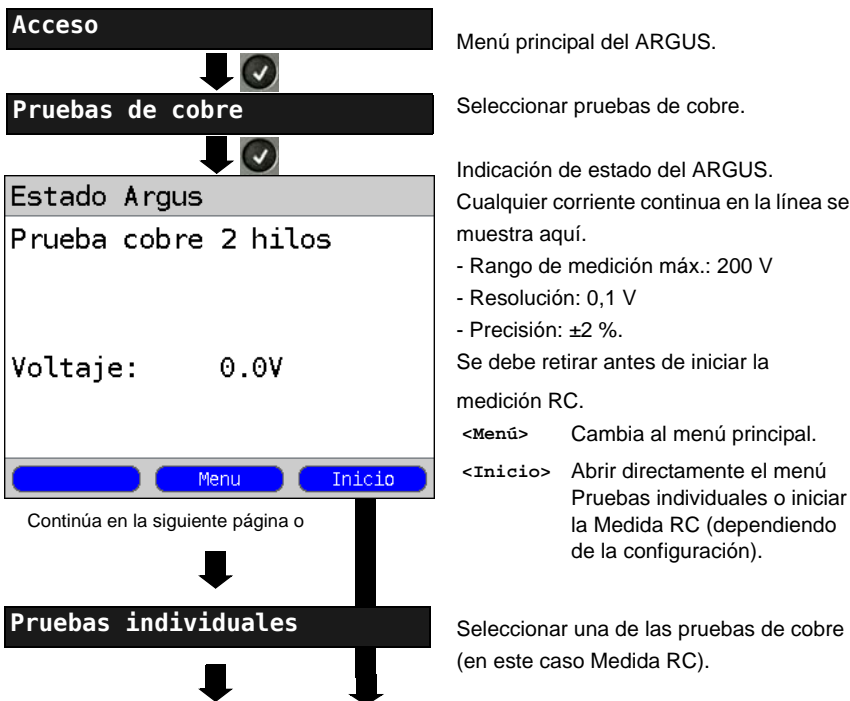 Acceso
Menú principal del ARGUS.
Pruebas de cobre
Seleccionar pruebas de cobre.
Estado Argus
Prueba cobre 2 hilos
Voltaje: 0.0V
Menu
Inicio
Indicación de estado del ARGUS.
Cualquier corriente continua en la línea se
muestra aquí.
- Rango de medición máx.: 200 V
- Resolución: 0,1 V
- Precisión: ±2 %.
Se debe retirar antes de iniciar la
medición RC.
<Menú> Cambia al menú principal.
<Inicio> Abrir directamente el menú
Pruebas individuales o iniciar
la Medida RC (dependiendo
de la configuración).
Continúa en la siguiente página o
Pruebas individuales
Seleccionar una de las pruebas de cobre
(en este caso Medida RC).